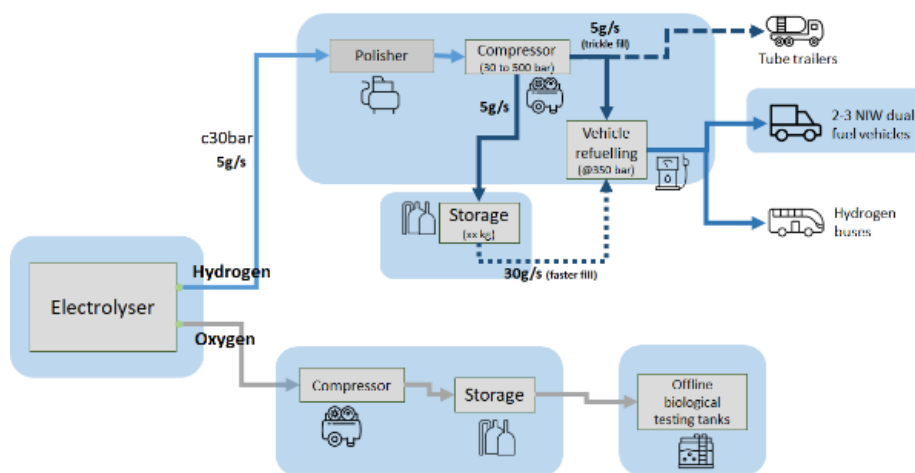 5g/s
(trickle fill)
Tube trailers
Polisher
Compressor
(30 to 500 bar)
5g/s
c30bar
5g/s
Vehicle
refuelling
(@350 bar)
2-3 NIW dual
fuel vehicles
Storage
(xx kg)
Hydrogen
buses
30g/s (faster fill)
Hydrogen
Electrolyser
Oxygen
Compressor
Storage
Offline
biological
testing tanks